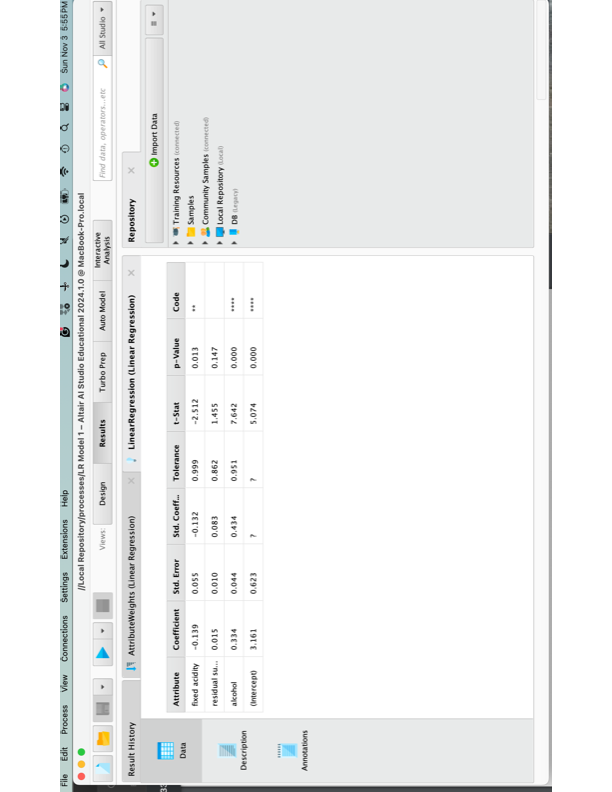 File Edit Process View Connections Settings Extensions Help Sun Nov 3 5:55PM
//Local Repository/processes/LR Model 1 – Altair AI Studio Educational 2024.1.0 @ MacBook-Pro.local
Views: Design Results Turbo Prep Auto Model Interactive Analysis Find data, operators...etc All Studio
Result History AttributeWeights (Linear Regression) LinearRegression (Linear Regression) Repository
Import Data
Attribute Coefficient Std. Error Std. Coeff... Tolerance t-Stat p-Value Code
fixed acidity -0.139 0.055 -0.132 0.999 -2.512 0.013 **
residual su... 0.015 0.010 0.083 0.862 1.455 0.147
alcohol 0.334 0.044 0.434 0.951 7.642 0.000 ****
(Intercept) 3.161 0.623 ? ? 5.074 0.000 ****
Data
Description
Annotations
Training Resources (connected)
Samples
Community Samples (connected)
Local Repository (Local)
DB (Legacy)